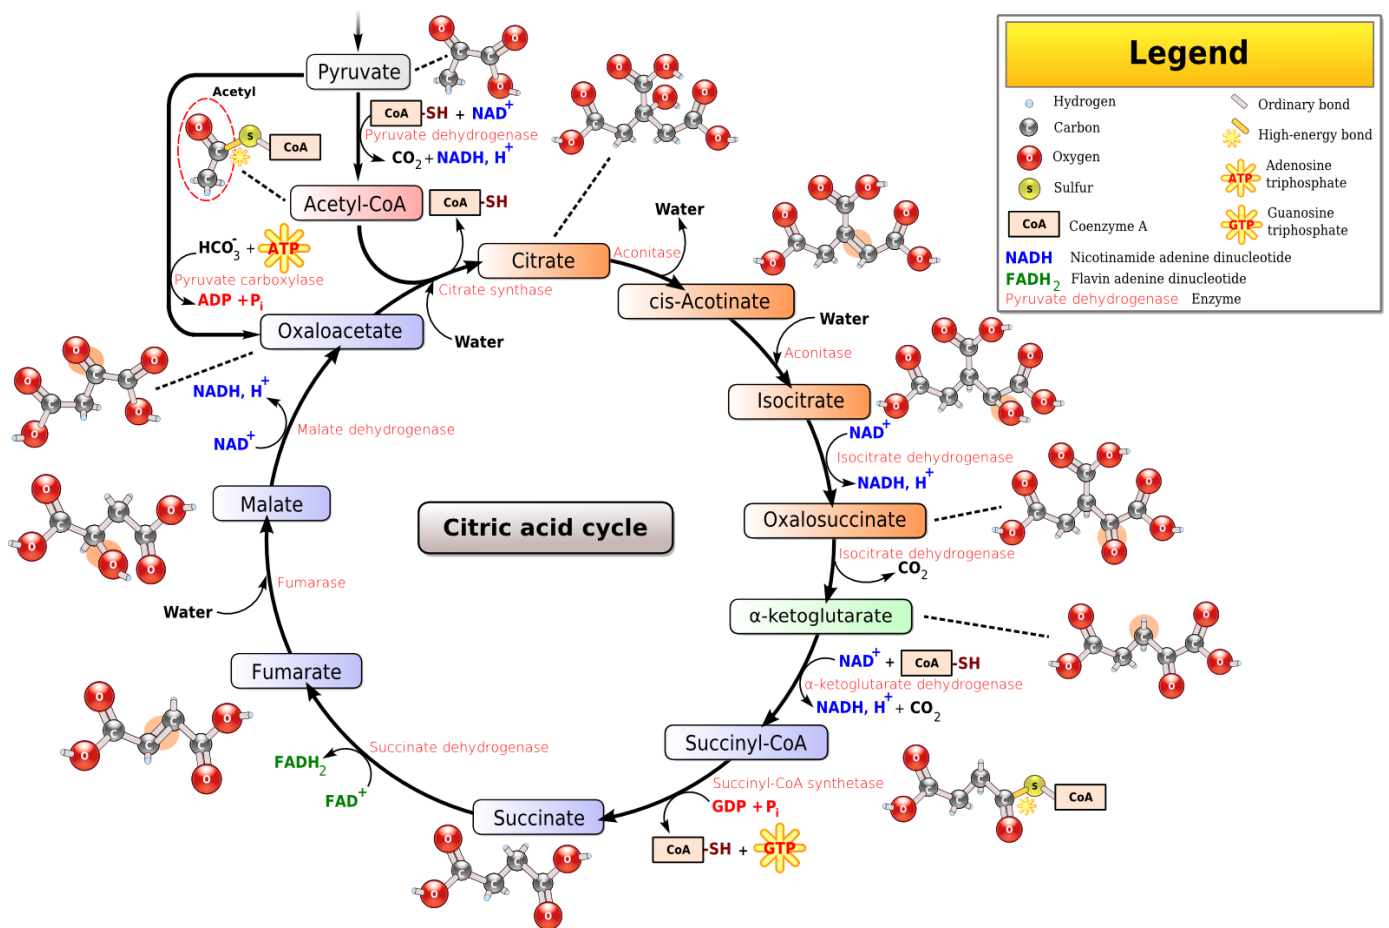 Pyruvate
Acetyl
CoA-SH + NAD+
Pyruvate dehydrogenase
CO2 + NADH, H+
S
CoA
Acetyl-CoA
CoA-SH
HCO3- + ATP
Pyruvate carboxylase
ADP + Pi
Citrate
Citrate synthase
Water
Oxaloacetate
Aconitase
Water
cis-Acotinate
Water
Aconitase
Isocitrate
NAD+
Isocitrate dehydrogenase
NADH, H+
Oxalosuccinate
Isocitrate dehydrogenase
CO2
α-ketoglutarate
NAD+ + CoA-SH
α-ketoglutarate dehydrogenase
NADH, H+ + CO2
Succinyl-CoA
S
CoA
Succinyl-CoA synthetase
GDP + Pi
CoA-SH + GTP
Succinate
Succinate dehydrogenase
FADH2
FAD+
Fumarate
Fumarase
Water
Malate
Malate dehydrogenase
NADH, H+
NAD+
Citric acid cycle
Legend
Hydrogen
C Carbon
O Oxygen
S Sulfur
CoA Coenzyme A
Ordinary bond
High-energy bond
ATP Adenosine
triphosphate
GTP Guanosine
triphosphate
NADH Nicotinamide adenine dinucleotide
FADH2 Flavin adenine dinucleotide
Pyruvate dehydrogenase Enzyme